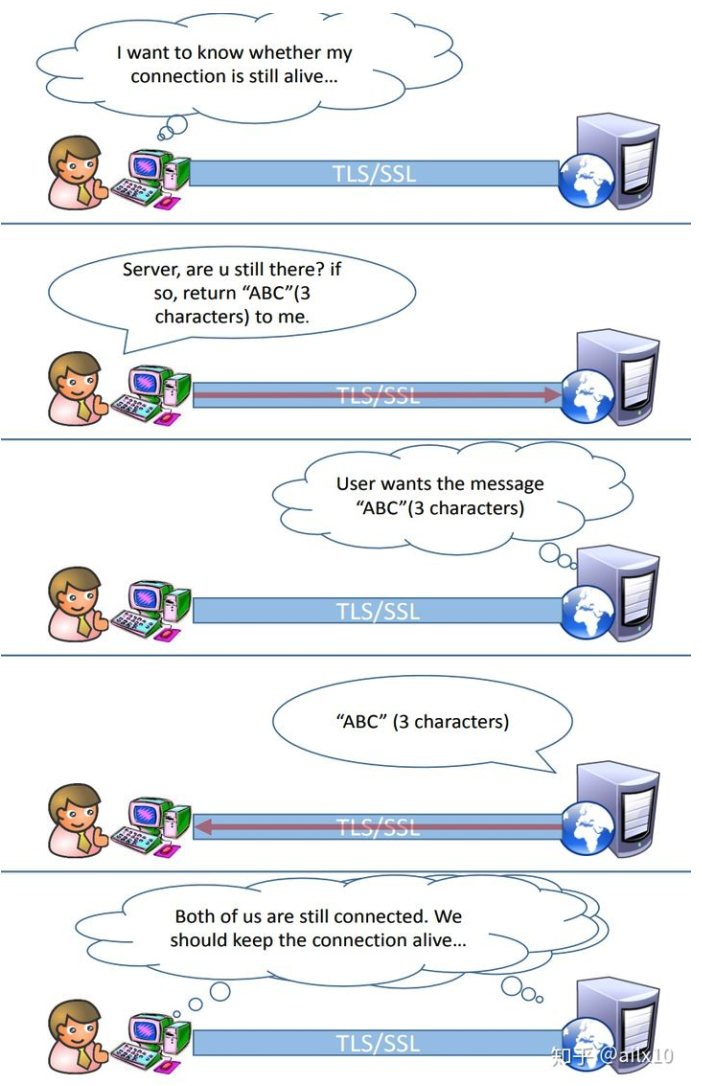 I want to know whether my
connection is still alive…
TLS/SSL
Server, are u still there? if
so, return “ABC”(3
characters) to me.
TLS/SSL
User wants the message
“ABC”(3 characters)
TLS/SSL
“ABC” (3 characters)
TLS/SSL
Both of us are still connected. We
should keep the connection alive…
TLS/SSL
知乎 @ailx10